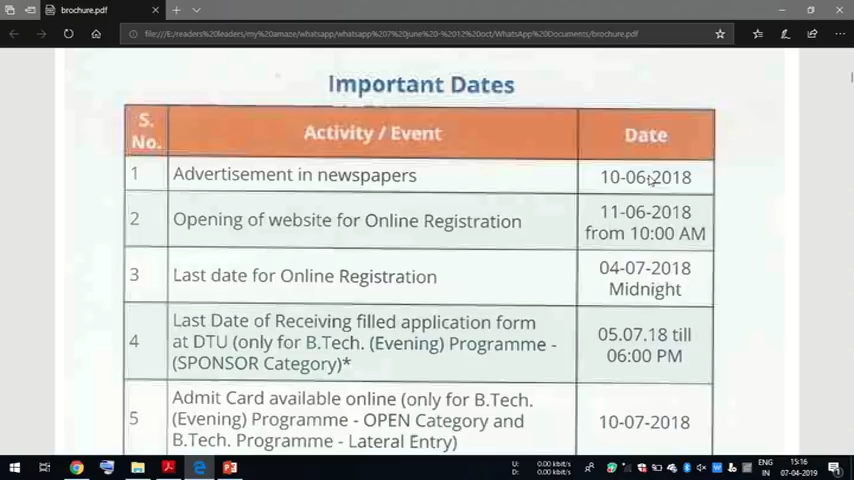 brochure.pdf
file:///E:/readers%20leaders/my%20amaze/whatsapp/whatsapp%207%20june%20-%2012%20oct/WhatsApp%20Documents/brochure.pdf
Important Dates
S. No. Activity / Event Date
1 Advertisement in newspapers 10-06-2018
2 Opening of website for Online Registration 11-06-2018
from 10:00 AM
3 Last date for Online Registration 04-07-2018
Midnight
4 Last Date of Receiving filled application form
at DTU (only for B.Tech. (Evening) Programme -
(SPONSOR Category)*
05.07.18 till
06:00 PM
5 Admit Card available online (only for B.Tech.
(Evening) Programme - OPEN Category and
B.Tech. Programme - Lateral Entry)
10-07-2018
U: 0.00 kbit/s
D: 0.00 kbit/s
ENG
IN
15:16
07-04-2019